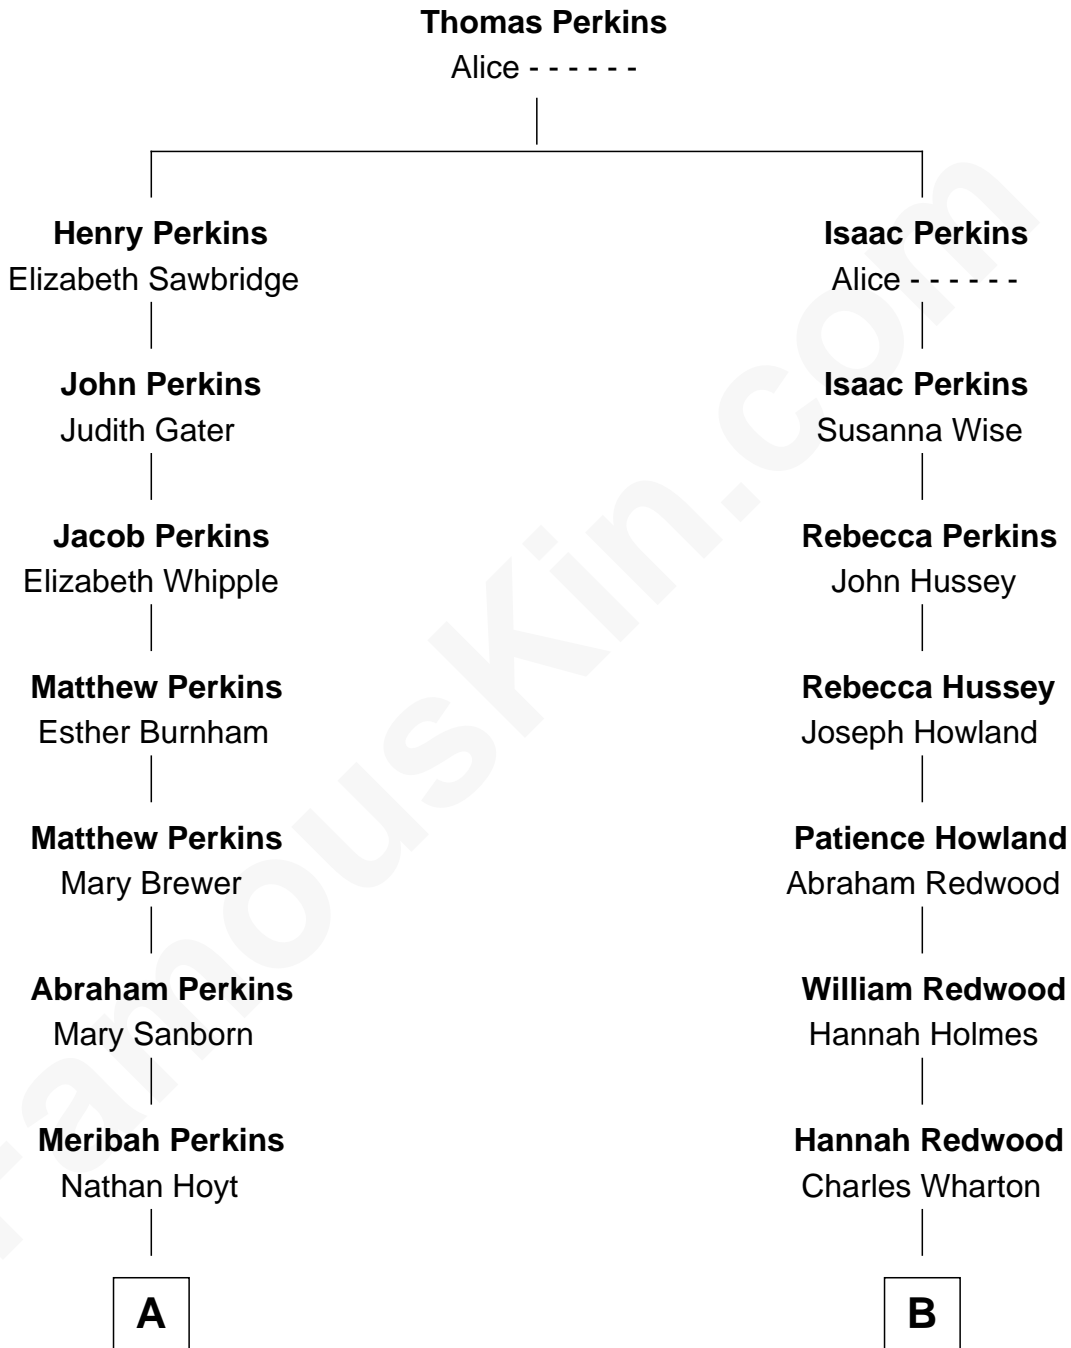 Thomas Perkins
Alice - - - - - -
Henry Perkins
Elizabeth Sawbridge
Isaac Perkins
Alice - - - - - -
John Perkins
Judith Gater
Isaac Perkins
Susanna Wise
Jacob Perkins
Elizabeth Whipple
Rebecca Perkins
John Hussey
Matthew Perkins
Esther Burnham
Rebecca Hussey
Joseph Howland
Matthew Perkins
Mary Brewer
Patience Howland
Abraham Redwood
Abraham Perkins
Mary Sanborn
William Redwood
Hannah Holmes
Meribah Perkins
Nathan Hoyt
Hannah Redwood
Charles Wharton
A
B
FamousKin.com